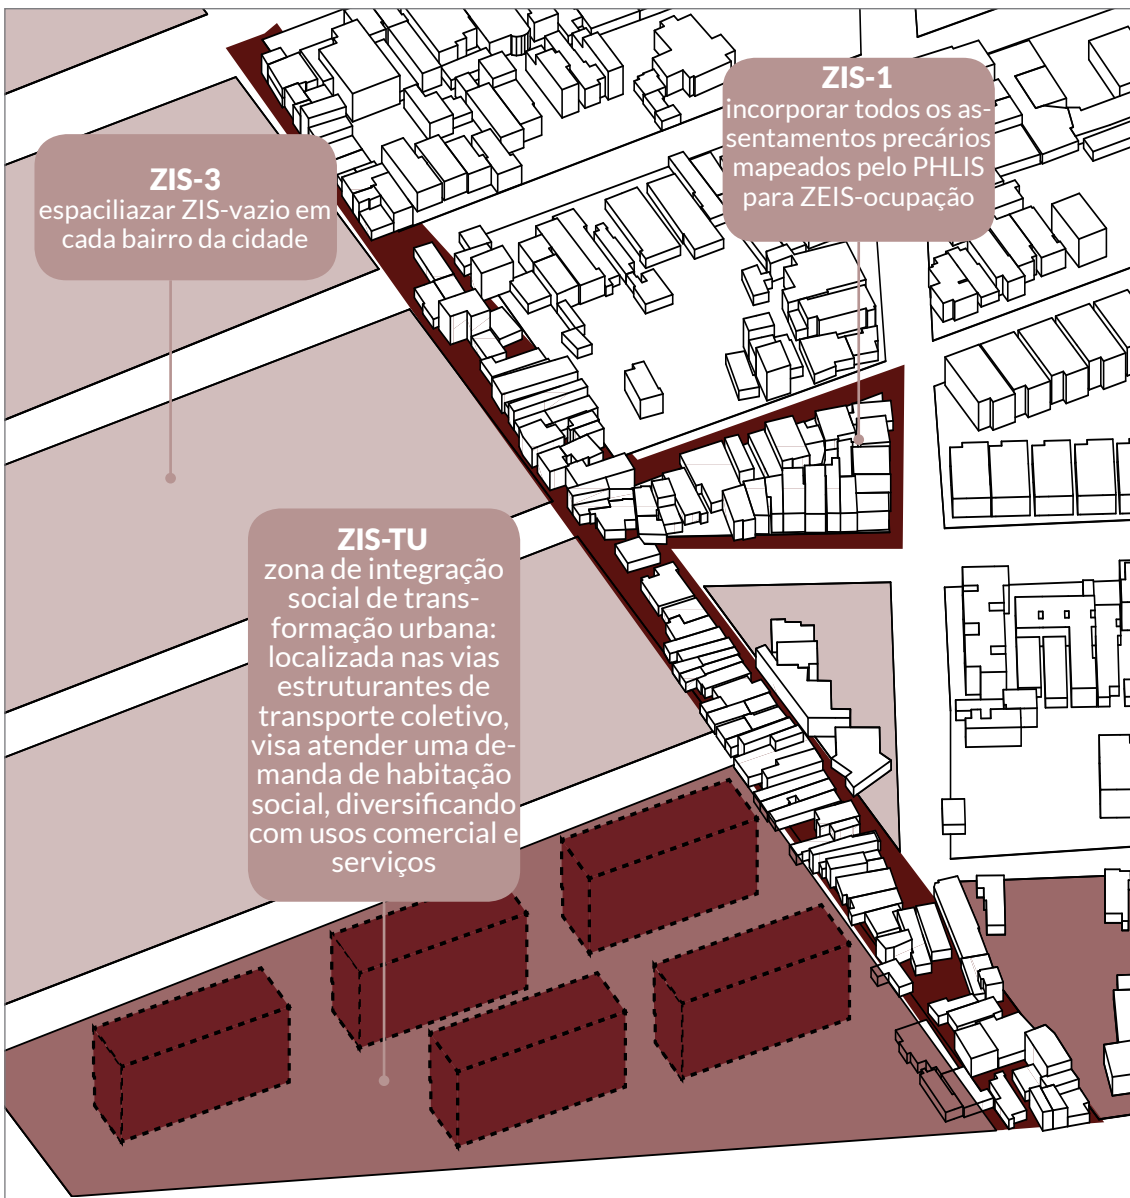 ZIS-3
espaciliazar ZIS-vazio em
cada bairro da cidade
ZIS-1
incorporar todos os as-
sentamentos precários
mapeados pelo PHLIS
para ZEIS-ocupação
ZIS-TU
zona de integração
social de trans-
formação urbana:
localizada nas vias
estruturantes de
transporte coletivo,
visa atender uma de-
manda de habitação
social, diversificando
com usos comercial e
serviços